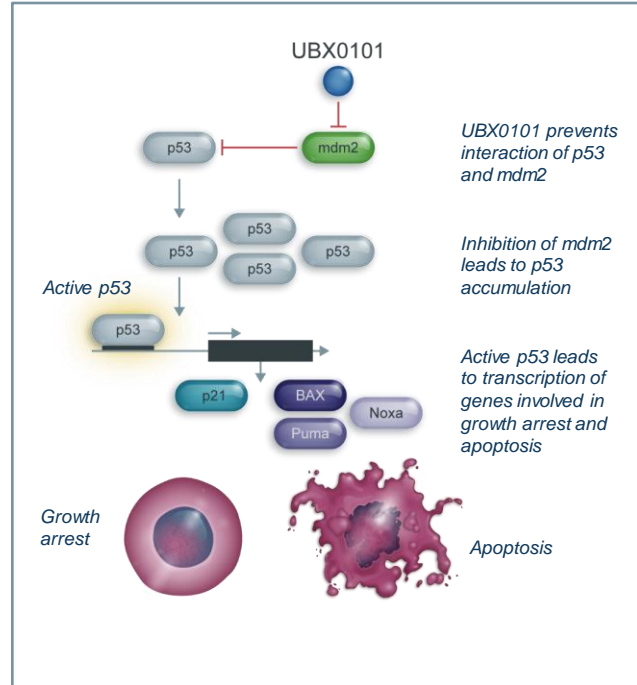 UBX0101
p53
mdm2
UBX0101 prevents
interaction of p53
and mdm2
p53
p53
p53
p53
Inhibition of mdm2
leads to p53
accumulation
Active p53
p53
Active p53 leads
to transcription of
genes involved in
growth arrest and
apoptosis
p21
BAX
Noxa
Puma
Growth
arrest
Apoptosis